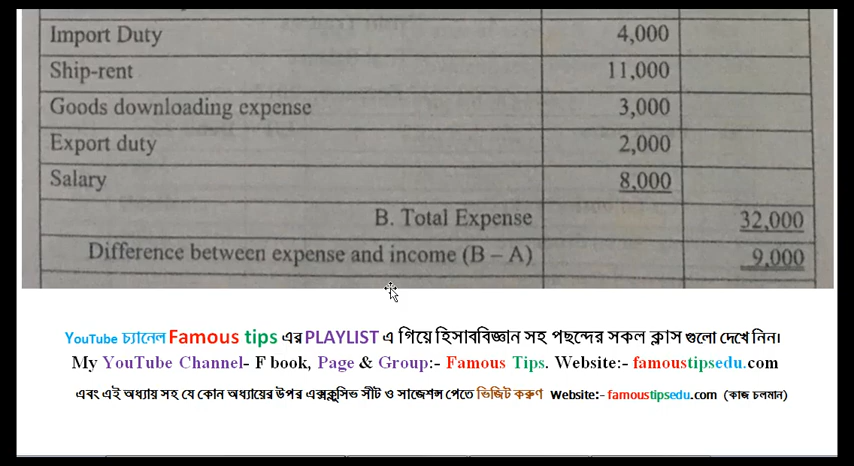 Import Duty 4,000
Ship-rent 11,000
Goods downloading expense 3,000
Export duty 2,000
Salary 8,000
B. Total Expense 32,000
Difference between expense and income (B – A) 9,000
YouTube চ্যানেল Famous tips এর PLAYLIST এ গিয়ে হিসাববিজ্ঞান সহ পছন্দের সকল ক্লাস গুলো দেখে নিন।
My YouTube Channel- F book, Page & Group:- Famous Tips. Website:- famoustipsedu.com
এবং এই অধ্যায় সহ যে কোন অধ্যায়ের উপর এক্সক্লুসিভ সীট ও সাজেশন্স পেতে ভিজিট করুণ Website:- famoustipsedu.com (কাজ চলমান)